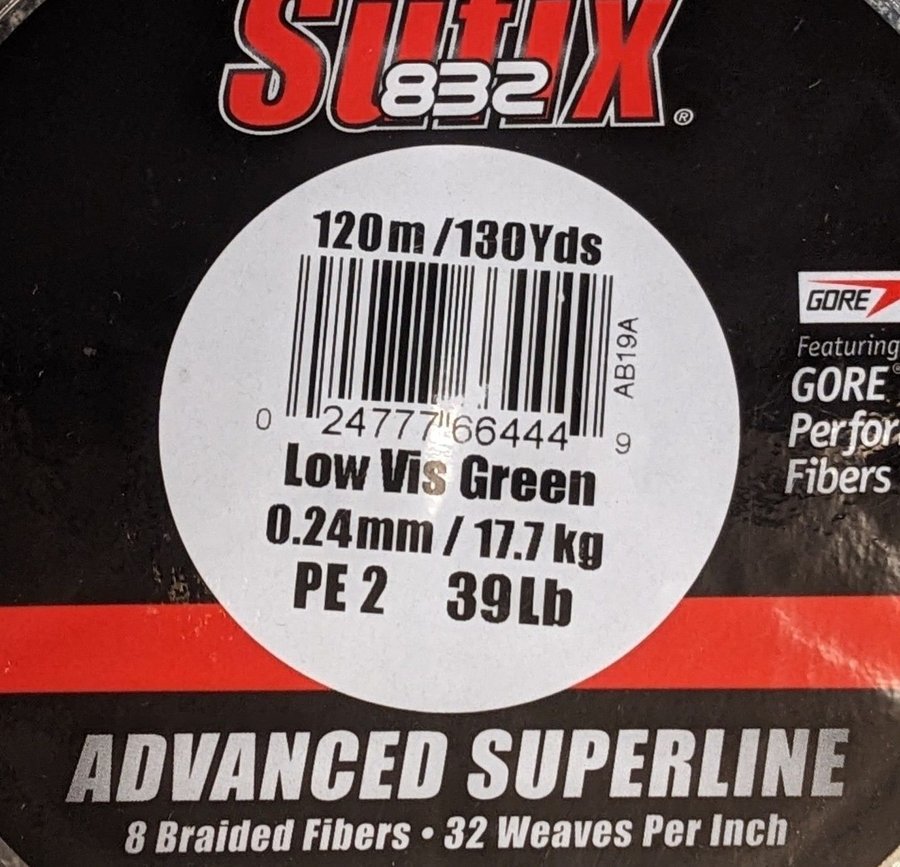 Sufix
832
®
120m / 130Yds
AB19A
0 24777 66444 9
Low Vis Green
0.24mm / 17.7 kg
PE 2 39Lb
GORE
Featuring
GORE®
Fibers
ADVANCED SUPERLINE
8 Braided Fibers • 32 Weaves Per Inch